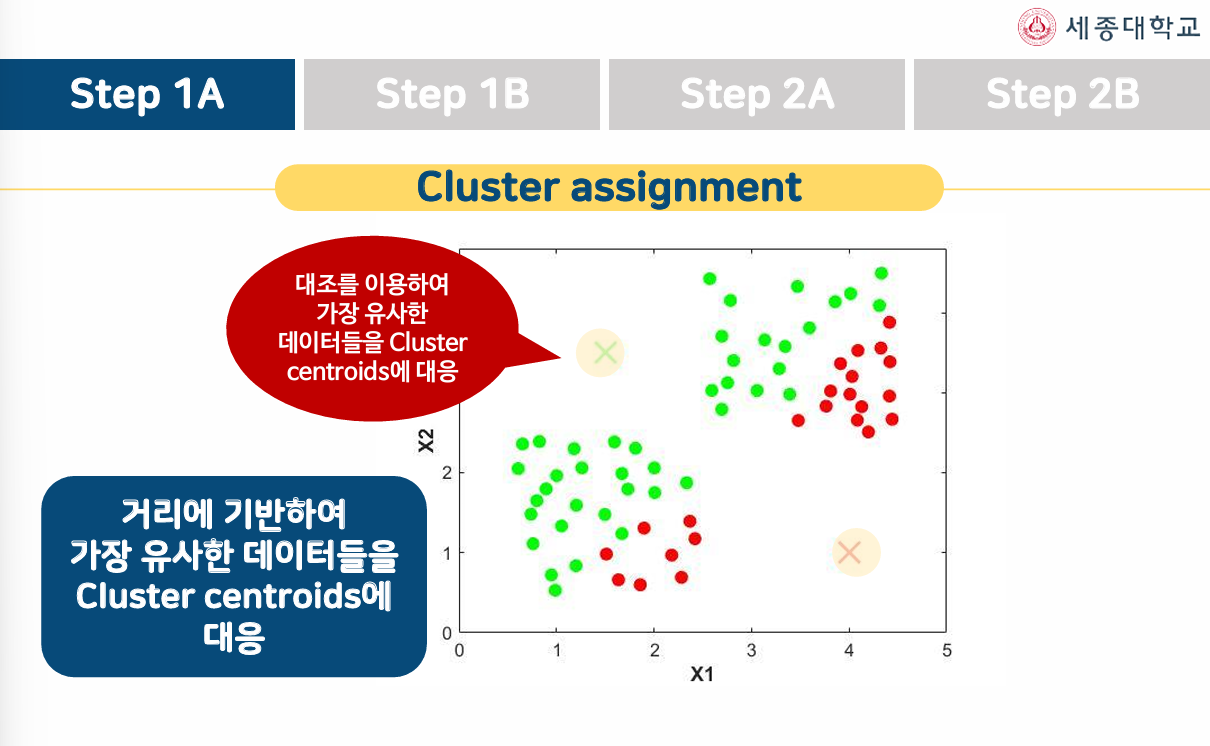 세종대학교
Step 1A
Step 1B
Step 2A
Step 2B
Cluster assignment
대조를 이용하여
가장 유사한
데이터들을 Cluster
centroids에 대응
거리에 기반하여
가장 유사한 데이터들을
Cluster centroids에
대응
X2
2
1
0
0
1
2
3
4
5
X1